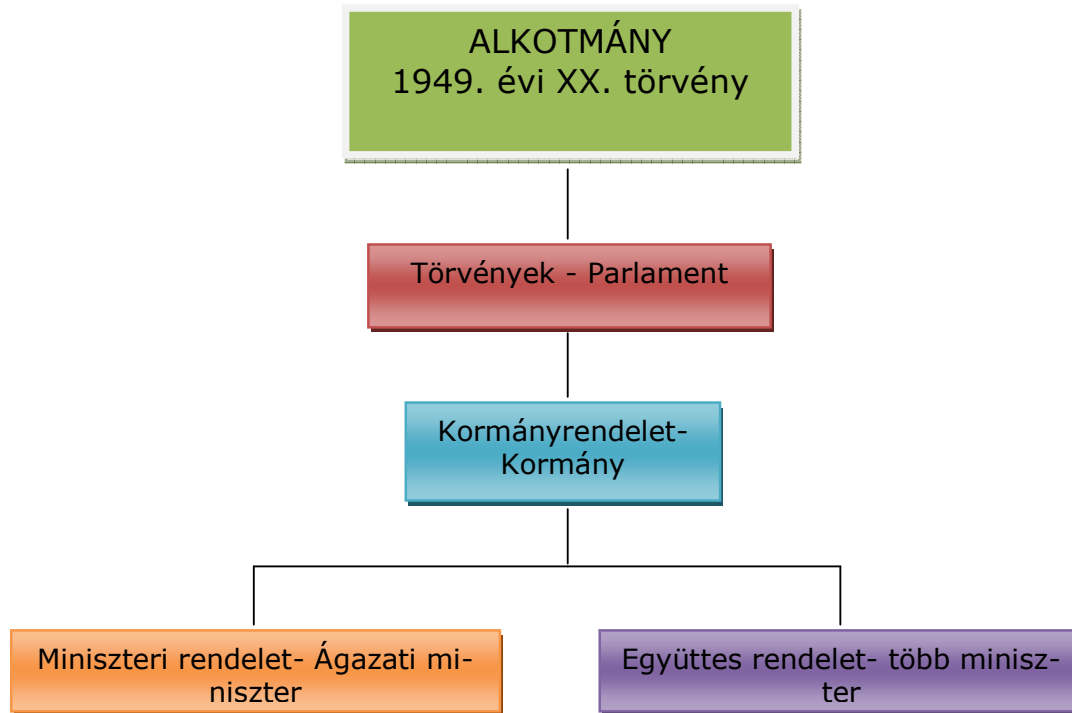 ALKOTMÁNY
1949. évi XX. törvény
Törvények - Parlament
Kormányrendelet-
Kormány
Miniszteri rendelet- Ágazati mi-
niszter
Együttes rendelet- több minisz-
ter